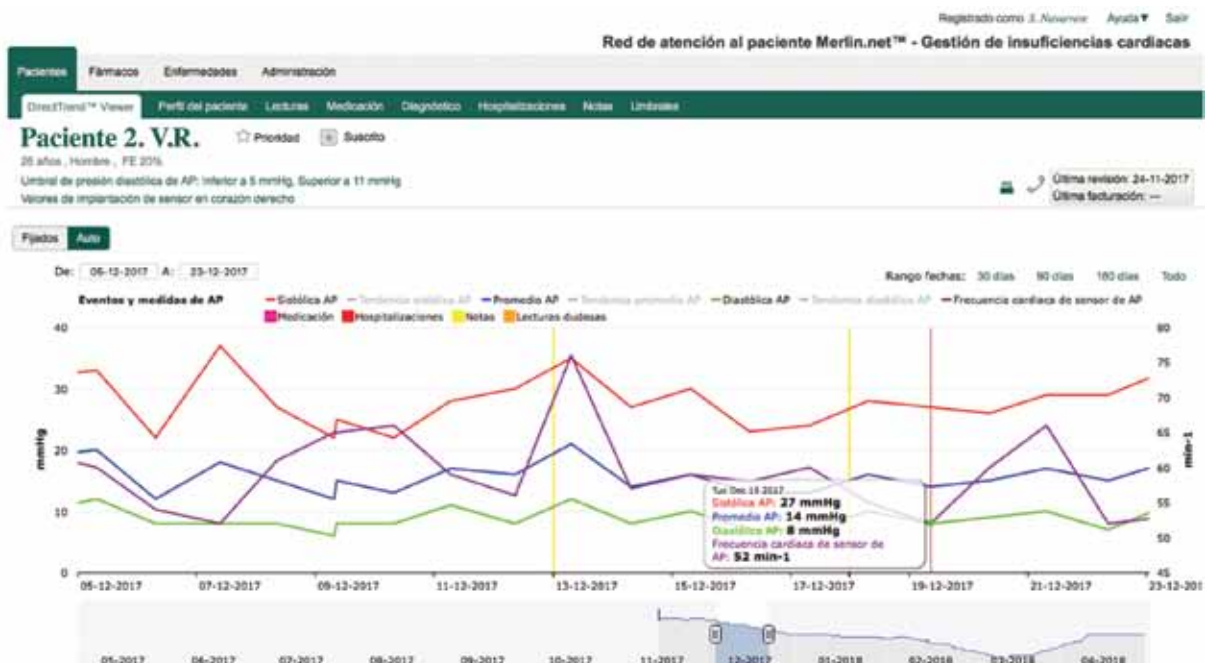 Registrado como S. Navarrete Ayuda▼ Salir
Red de atención al paciente Merlin.net™ - Gestión de insuficiencias cardiacas
Pacientes Fármacos Enfermedades Administración
DirectTrend™ Viewer Perfil del paciente Lecturas Medicación Diagnóstico Hospitalizaciones Notas Umbrales
Paciente 2. V.R. Prioridad Suscrito
26 años, Hombre, FE 20%
Umbral de presión diastólica de AP: Inferior a 5 mmHg, Superior a 11 mmHg
Valores de implantación de sensor en corazón derecho
Última revisión: 24-11-2017
Última facturación: ---
Fijados Auto
De: 05-12-2017 A: 23-12-2017
Rango fechas: 30 días 90 días 180 días Todo
Eventos y medidas de AP Sistólica AP Tendencia sistólica AP Promedio AP Tendencia promedio AP Diastólica AP Tendencia diastólica AP Frecuencia cardiaca de sensor de AP
Medicación Hospitalizaciones Notas Lecturas dudosas
40 80
75
30 70
65
20 60
55
10 50
0 45
mmHg
min-1
Tue Dec 19 2017
Sistólica AP: 27 mmHg
Promedio AP: 14 mmHg
Diastólica AP: 8 mmHg
Frecuencia cardiaca de sensor de
AP: 52 min-1
05-12-2017 07-12-2017 09-12-2017 11-12-2017 13-12-2017 15-12-2017 17-12-2017 19-12-2017 21-12-2017 23-12-201
05-2017 06-2017 07-2017 08-2017 09-2017 10-2017 11-2017 12-2017 01-2018 02-2018 03-2018 04-2018